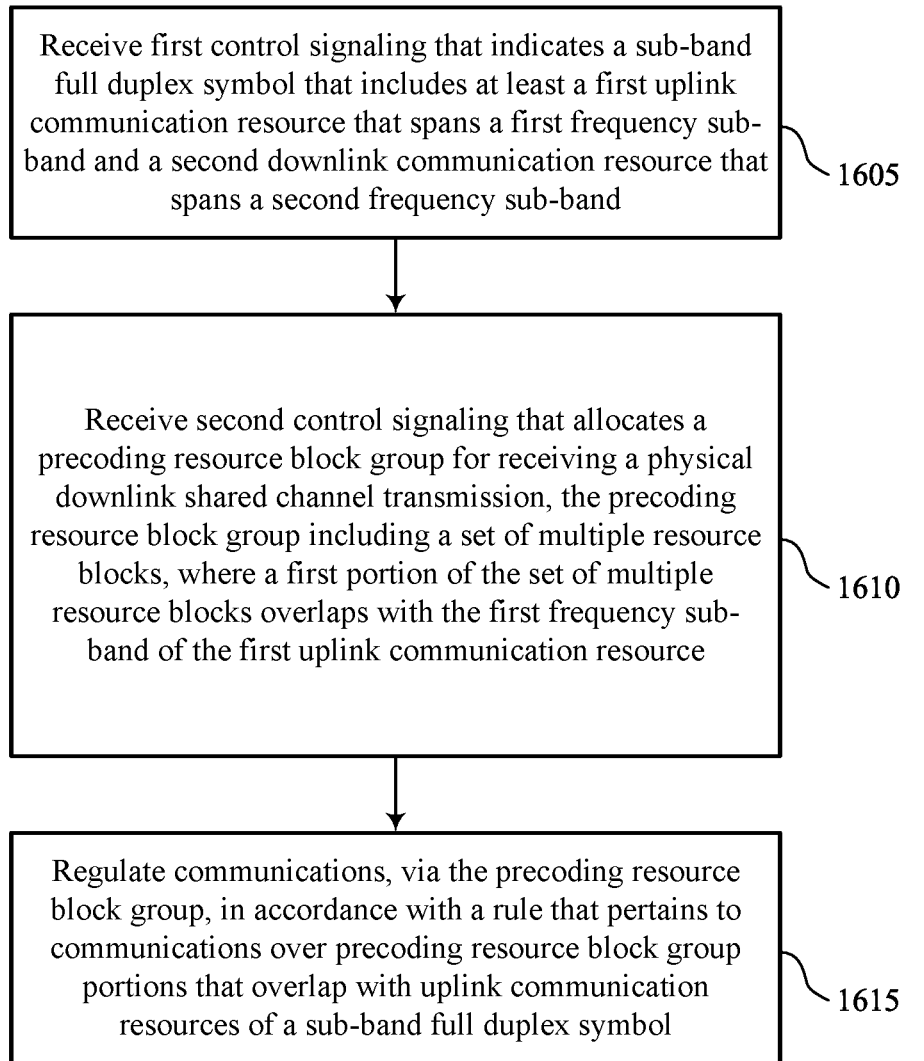 Receive first control signaling that indicates a sub-band
full duplex symbol that includes at least a first uplink
communication resource that spans a first frequency sub-
band and a second downlink communication resource that
spans a second frequency sub-band
1605
Receive second control signaling that allocates a
precoding resource block group for receiving a physical
downlink shared channel transmission, the precoding
resource block group including a set of multiple resource
blocks, where a first portion of the set of multiple
resource blocks overlaps with the first frequency sub-
band of the first uplink communication resource
1610
Regulate communications, via the precoding resource
block group, in accordance with a rule that pertains to
communications over precoding resource block group
portions that overlap with uplink communication
resources of a sub-band full duplex symbol
1615